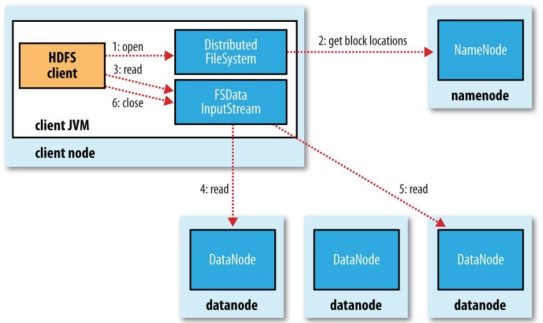 HDFS
client
1: open
3: read
6: close
Distributed
FileSystem
FSData
InputStream
client JVM
client node
2: get block locations
NameNode
namenode
4: read
5: read
DataNode
datanode
DataNode
datanode
DataNode
datanode